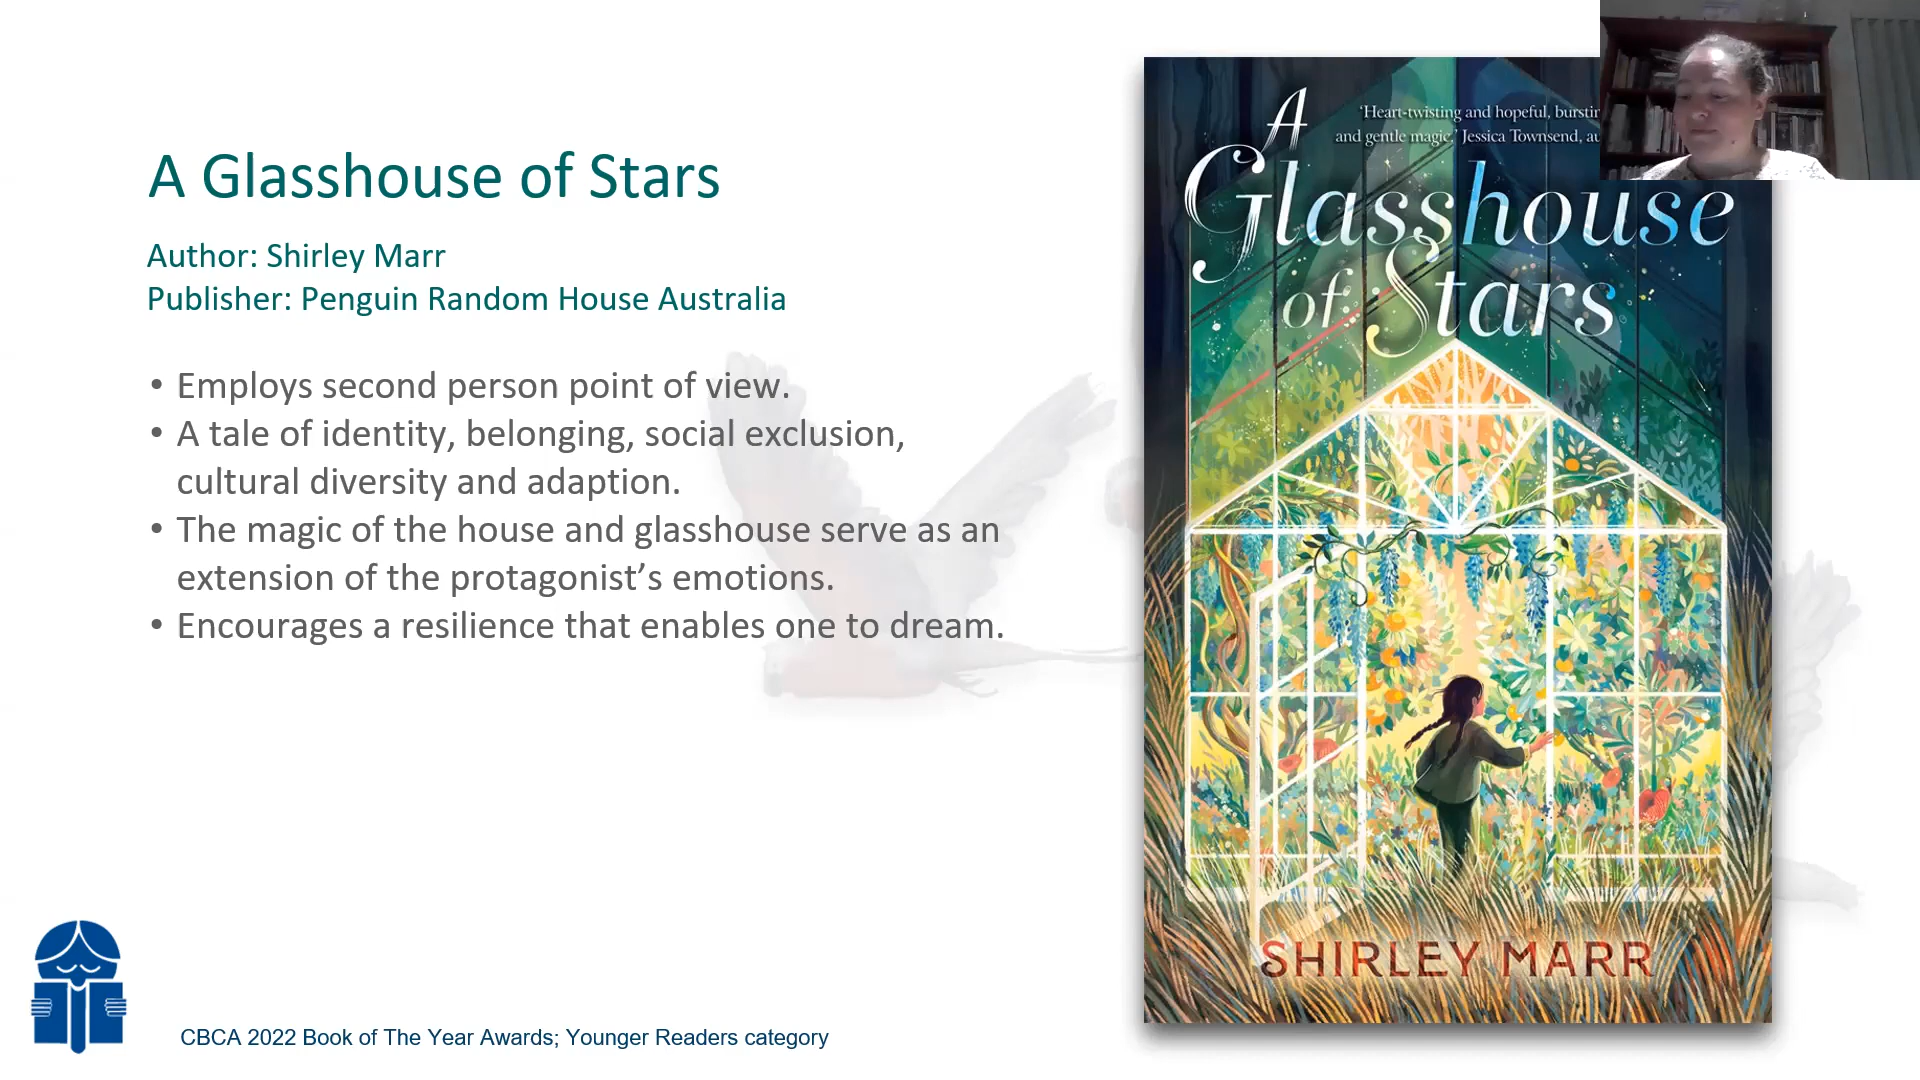 A Glasshouse of Stars
Author: Shirley Marr
Publisher: Penguin Random House Australia
• Employs second person point of view.
• A tale of identity, belonging, social exclusion,
cultural diversity and adaption.
• The magic of the house and glasshouse serve as an
extension of the protagonist’s emotions.
• Encourages a resilience that enables one to dream.
CBCA 2022 Book of The Year Awards; Younger Readers category
‘Heart-twisting and hopeful,
and gentle magic.’ Jessica Townsend,
A
Glasshouse
of Stars
SHIRLEY MARR